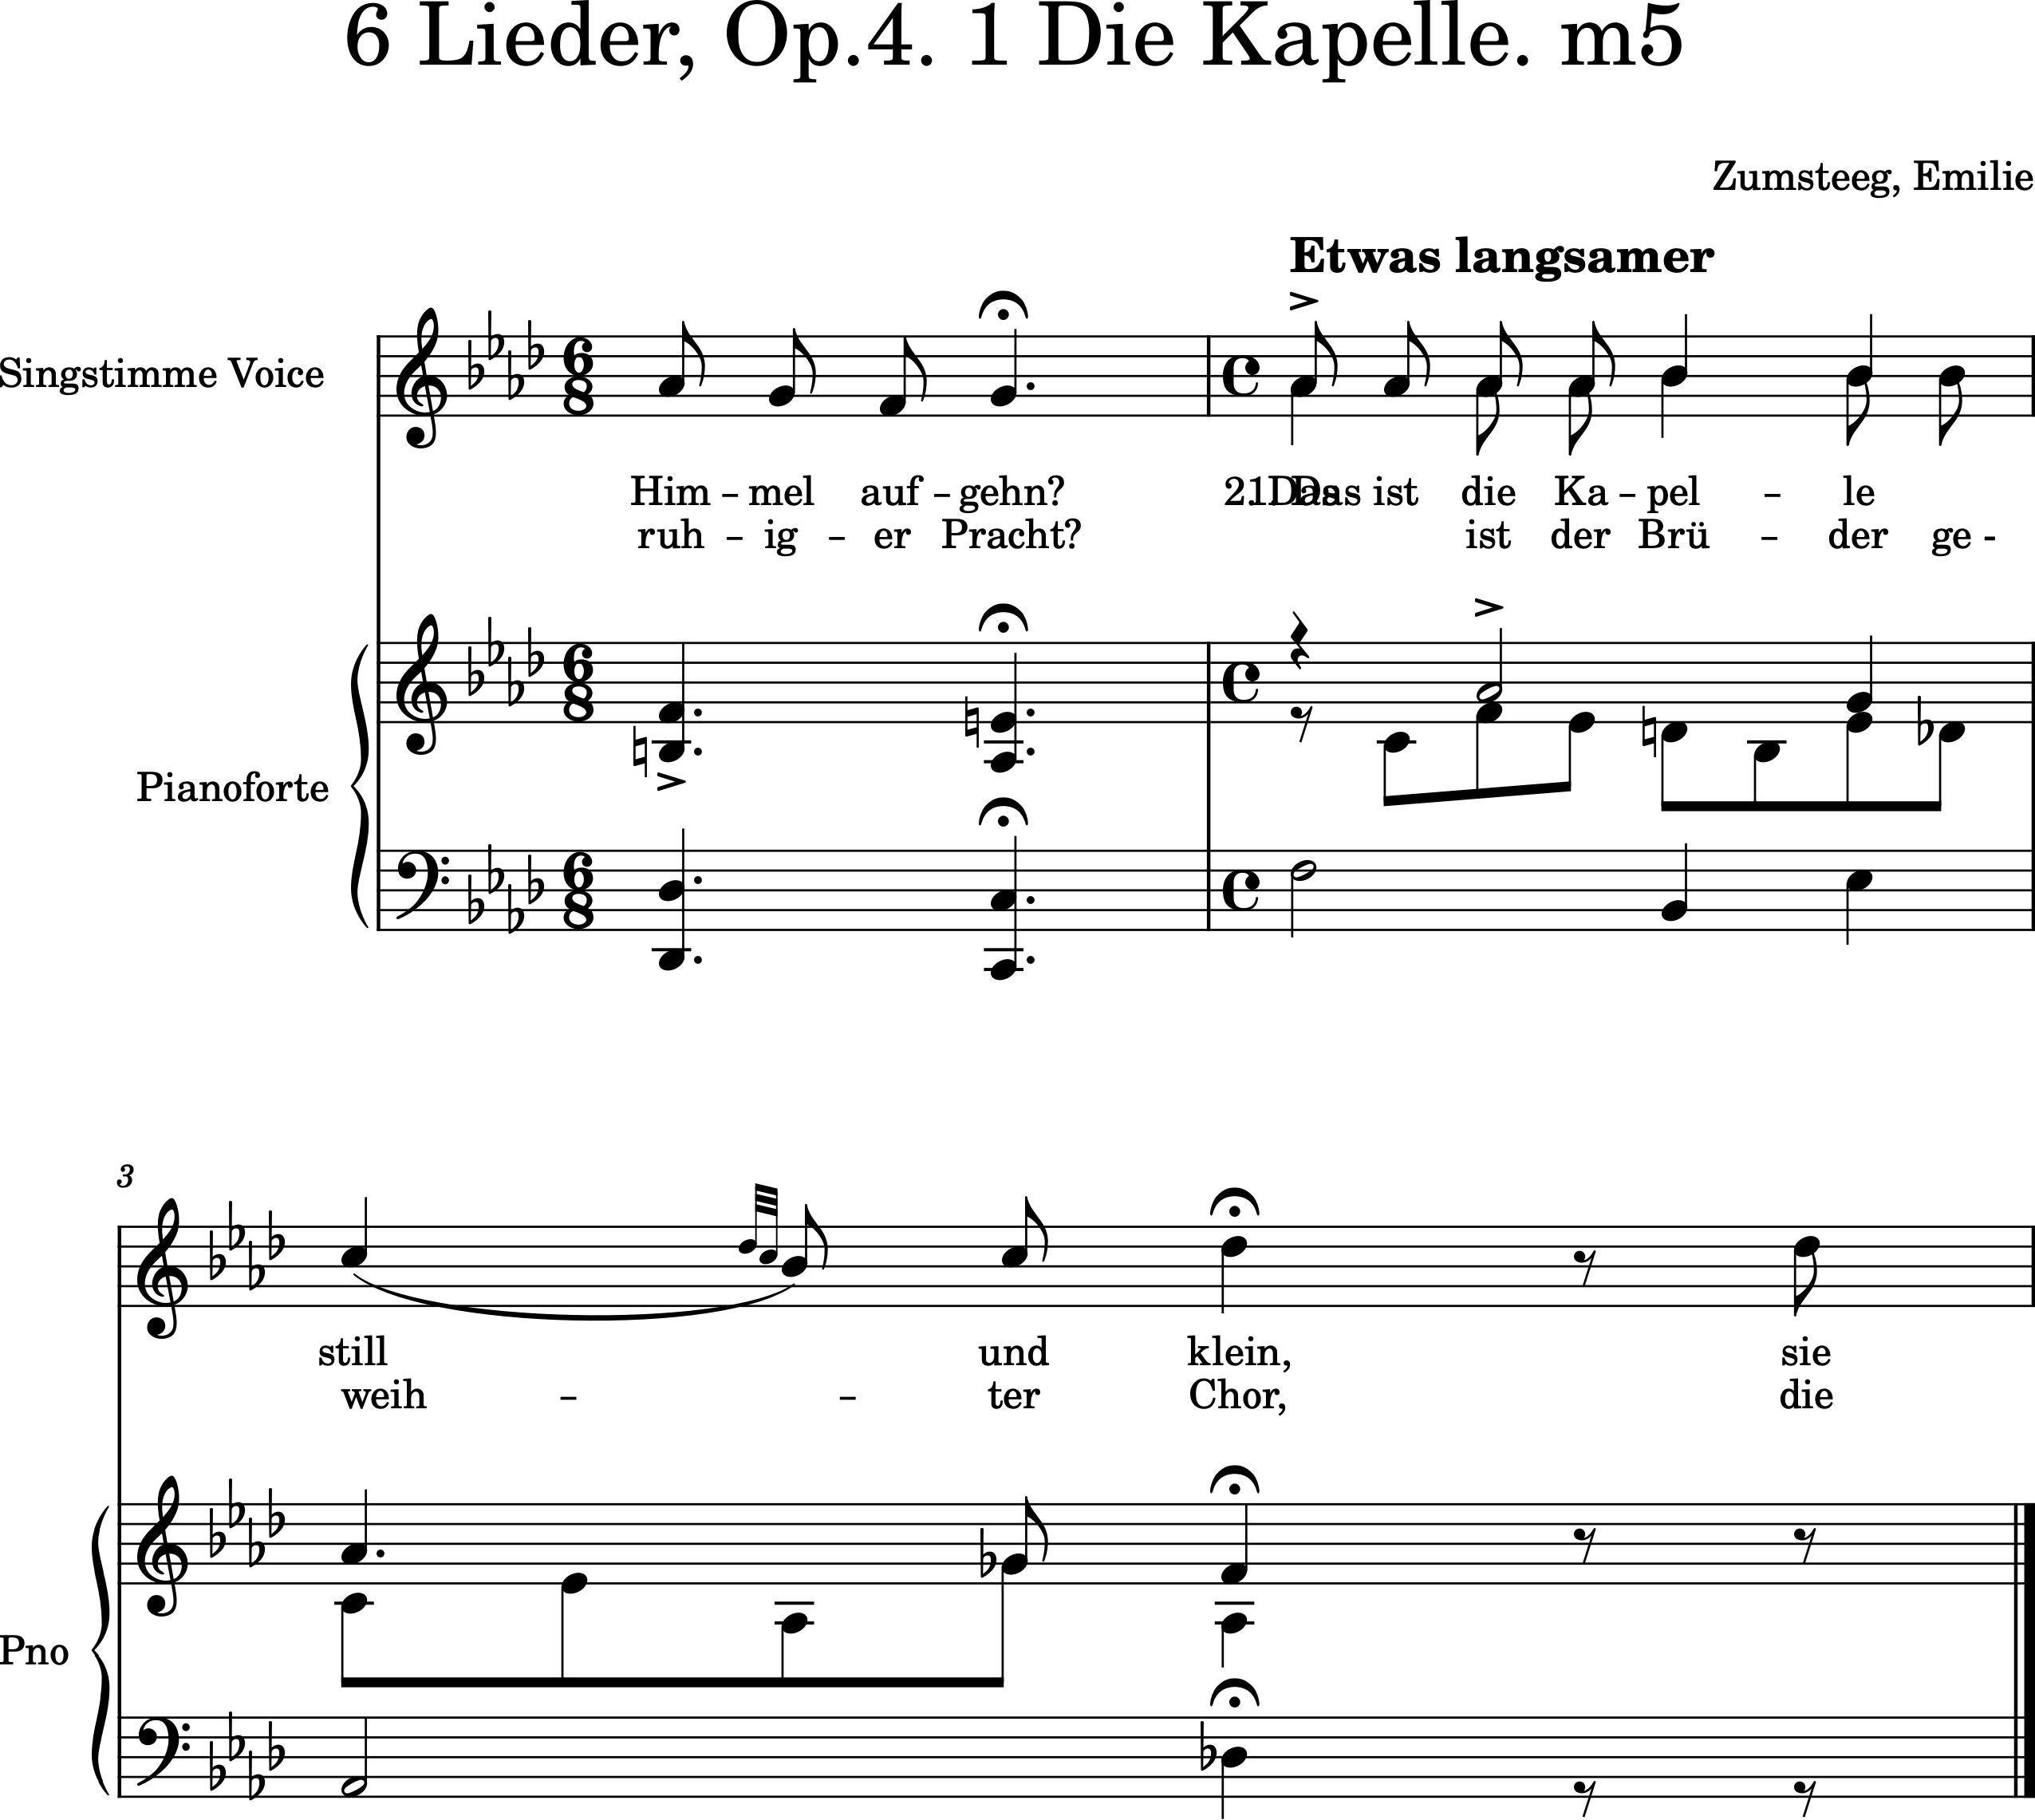 6 Lieder, Op.4. 1 Die Kapelle. m5
Zumsteeg, Emilie
Etwas langsamer
Singstimme Voice
Him – mel auf – gehn? 2. 1. Das Das ist die Ka – pel – le
ruh – ig – er Pracht? ist der Brü – der ge -
Pianoforte
3
still und klein, sie
weih – – ter Chor, die
Pno